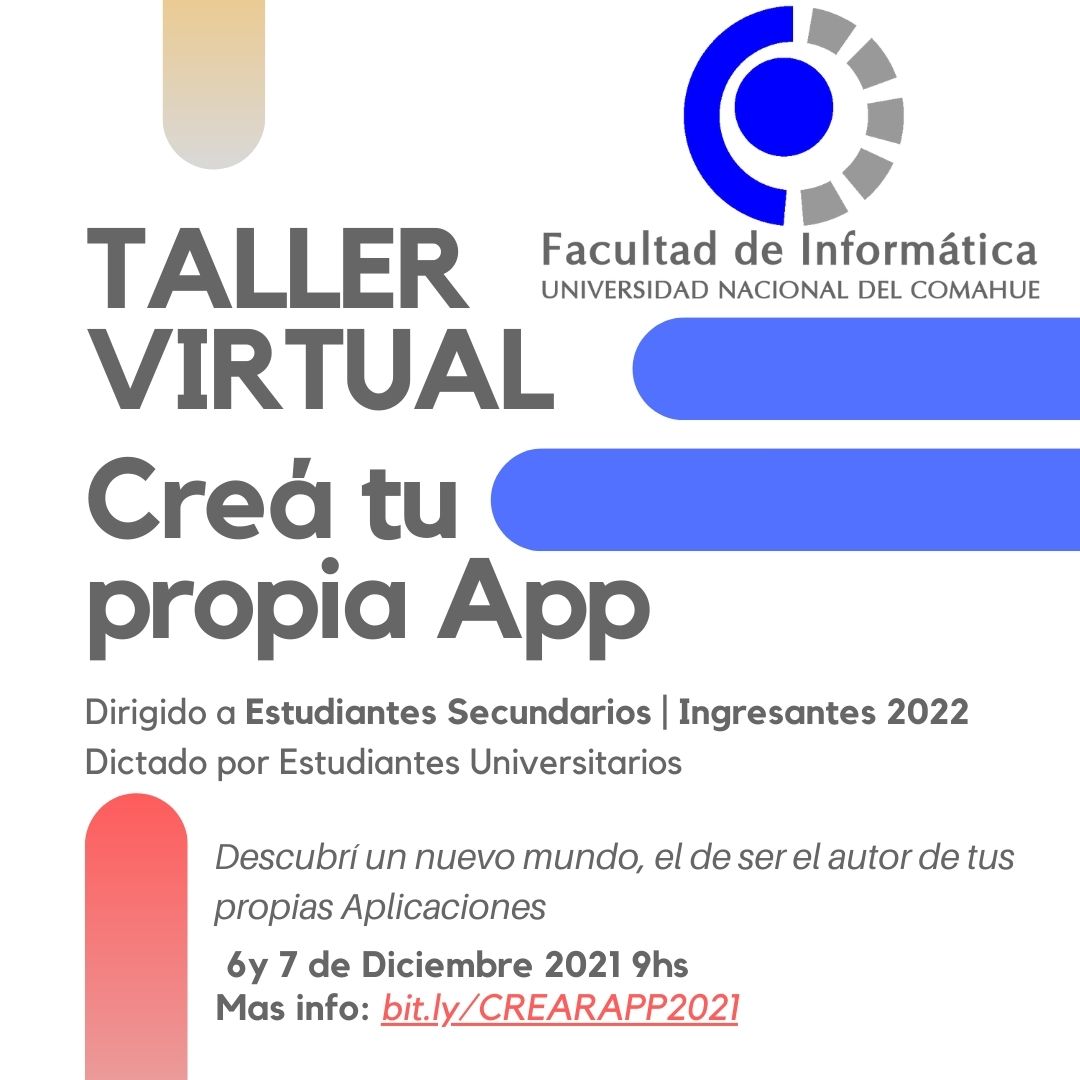 Facultad de Informática
UNIVERSIDAD NACIONAL DEL COMAHUE
TALLER
VIRTUAL
Creá tu
propia App
Dirigido a Estudiantes Secundarios | Ingresantes 2022
Dictado por Estudiantes Universitarios
Descubrí un nuevo mundo, el de ser el autor de tus
propias Aplicaciones
6y 7 de Diciembre 2021 9hs
Mas info: bit.ly/CREARAPP2021